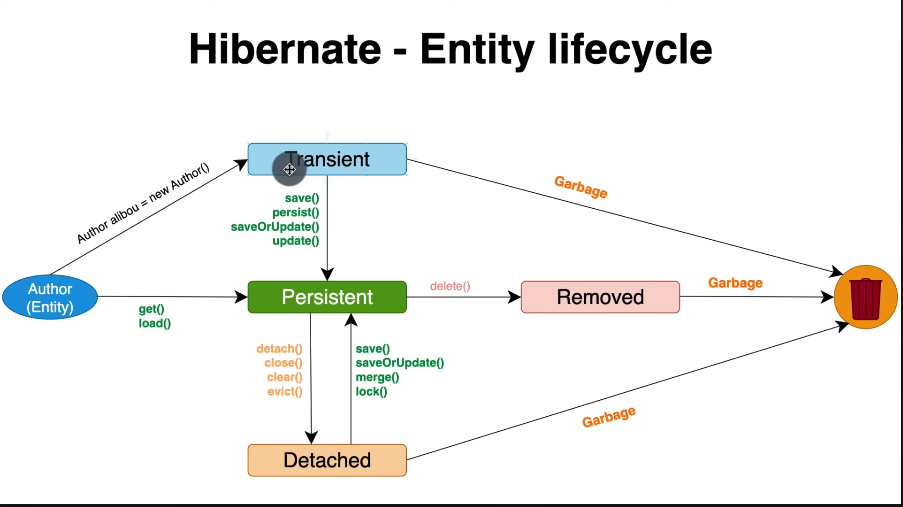 Hibernate - Entity lifecycle
Transient
Author alibou = new Author()
Garbage
save()
persist()
saveOrUpdate()
update()
Author
(Entity)
get()
load()
Persistent
delete()
Removed
Garbage
detach()
close()
clear()
evict()
save()
saveOrUpdate()
merge()
lock()
Garbage
Detached